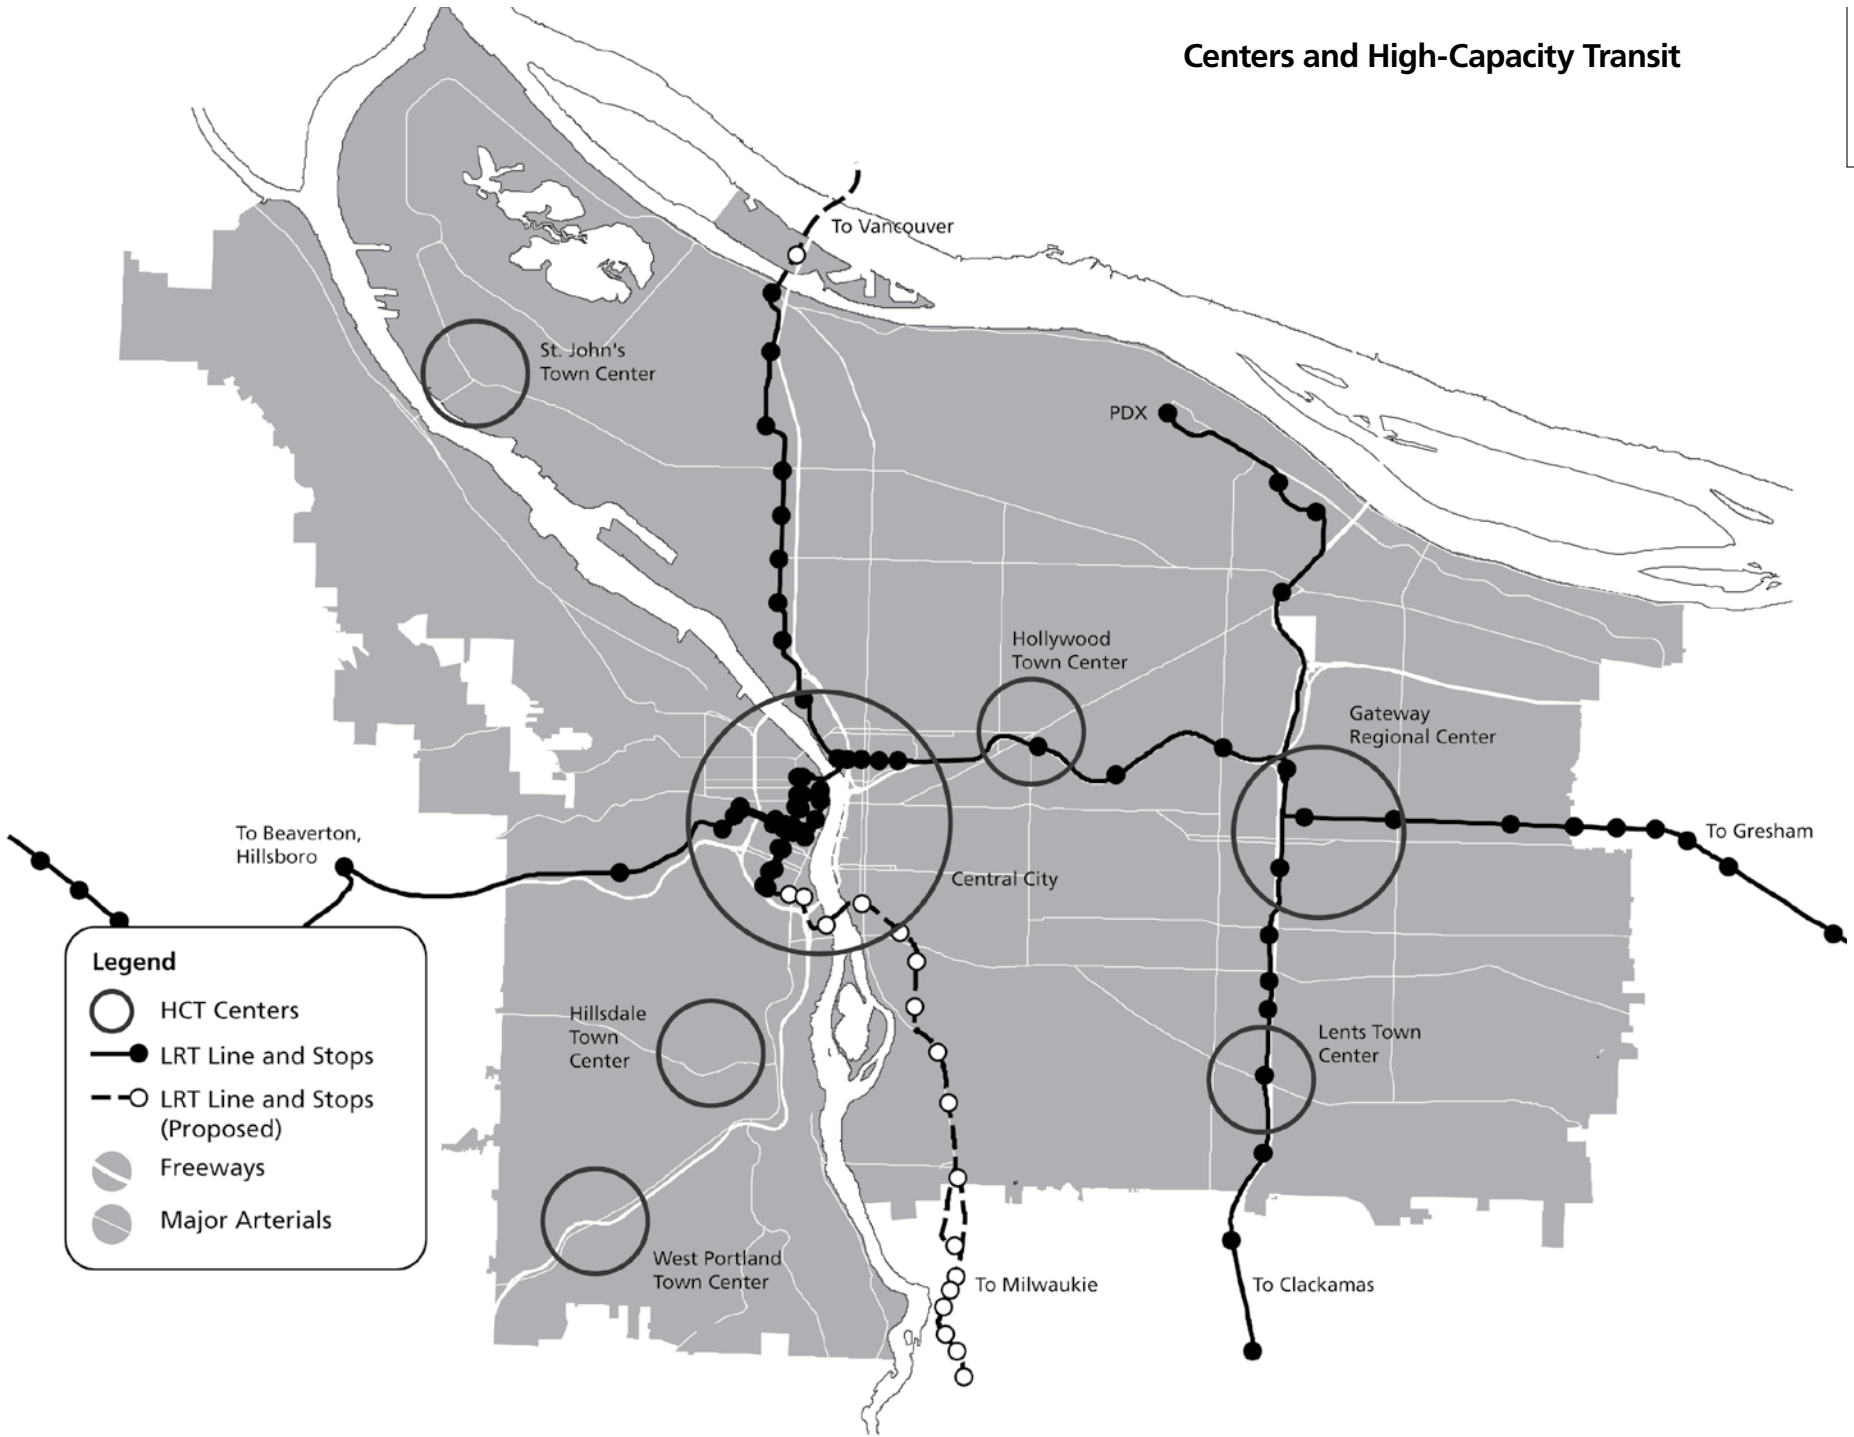 Centers and High-Capacity Transit
To Vancouver
St. John's
Town Center
PDX
Hollywood
Town Center
Gateway
Regional Center
To Beaverton,
Hillsboro
To Gresham
Central City
Legend
HCT Centers
LRT Line and Stops
LRT Line and Stops
(Proposed)
Freeways
Major Arterials
Hillsdale
Town
Center
Lents Town
Center
West Portland
Town Center
To Milwaukie
To Clackamas